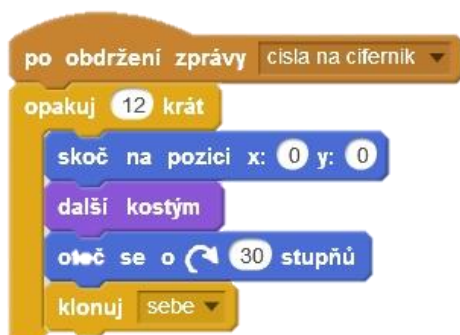 po obdržení zprávy cisla na cifernik
opakuj 12 krát
skoč na pozici x: 0 y: 0
další kostým
otoč se o 30 stupňů
klonuj sebe